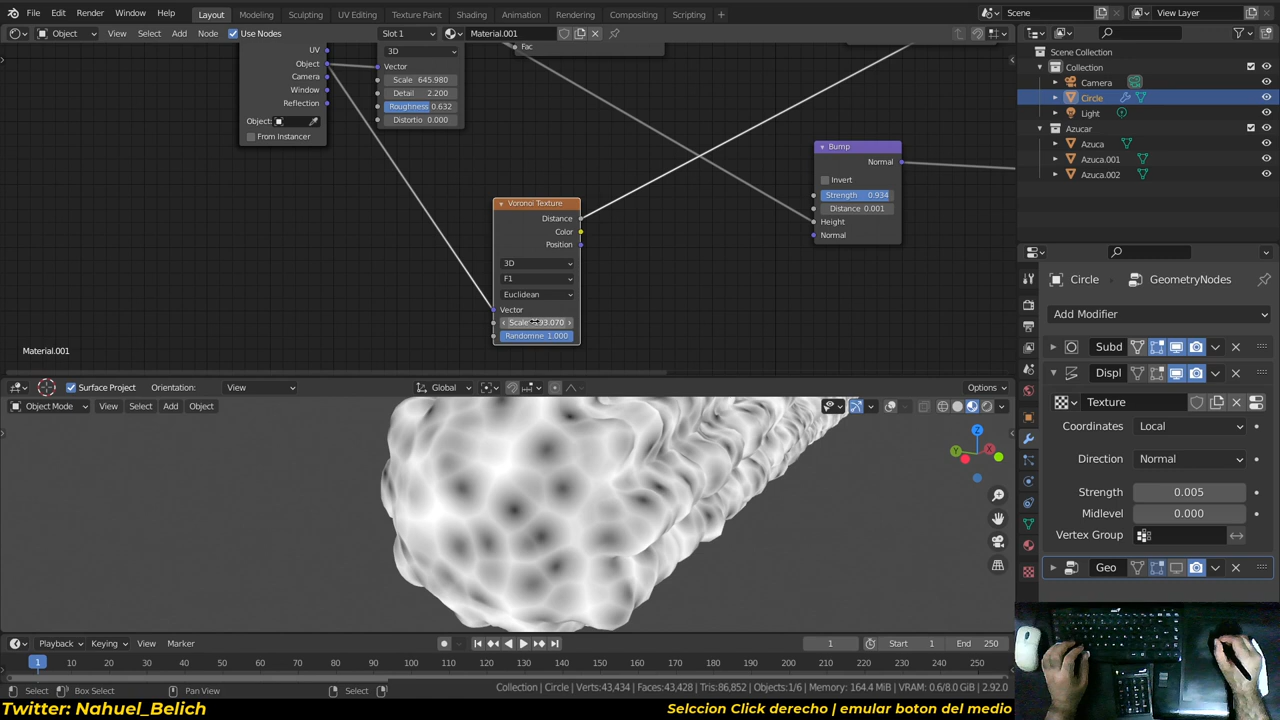 File Edit Render Window Help Layout Modeling Sculpting UV Editing Texture Paint Shading Animation Rendering Compositing Scripting + Scene View Layer
Object View Select Add Node Use Nodes Slot 1 Material.001
Scene Collection
Collection
Camera
Circle
Light
Azucar
Azuca
Azuca.001
Azuca.002
UV
Object
Camera
Window
Reflection
Object:
From Instancer
3D
Vector
Scale 645.980
Detail 2.200
Roughness 0.632
Distortio 0.000
Fac
Voronoi Texture
Distance
Color
Position
3D
F1
Euclidean
Vector
Randomne 1.000
Bump
Normal
Invert
Strength 0.934
Distance 0.001
Height
Normal
Material.001
Circle GeometryNodes
Add Modifier
Subd
Displ
Texture
Coordinates Local
Direction Normal
Strength 0.005
Midlevel 0.000
Vertex Group
Geo
Surface Project Orientation: View Global Options
Object Mode View Select Add Object
Z
Y
X
Playback Keying View Marker 1 Start 1 End 250
1 10 20 30 40 50 60 70 80 90 100 110 120 130 140 150 160 170 180 190 200 210 220 230 240 250
Select Box Select Pan View Select Collection | Circle | Verts:43,434 | Faces:43,428 | Tris:86,852 | Objects:1/6 | Memory: 164.4 MiB | VRAM: 0.6/8.0 GiB | 2.92.0
Twitter: Nahuel_Belich Selccion Click derecho | emular boton del medio